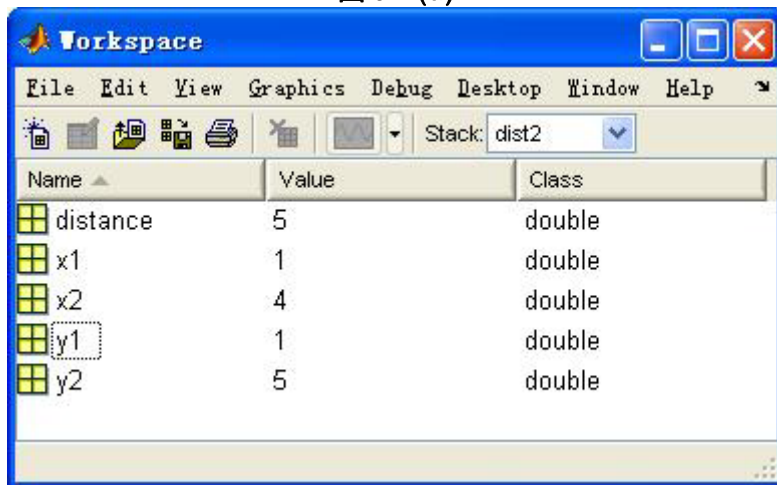 Workspace
File Edit View Graphics Debug Desktop Window Help
Stack: dist2
Name Value Class
distance 5 double
x1 1 double
x2 4 double
y1 1 double
y2 5 double